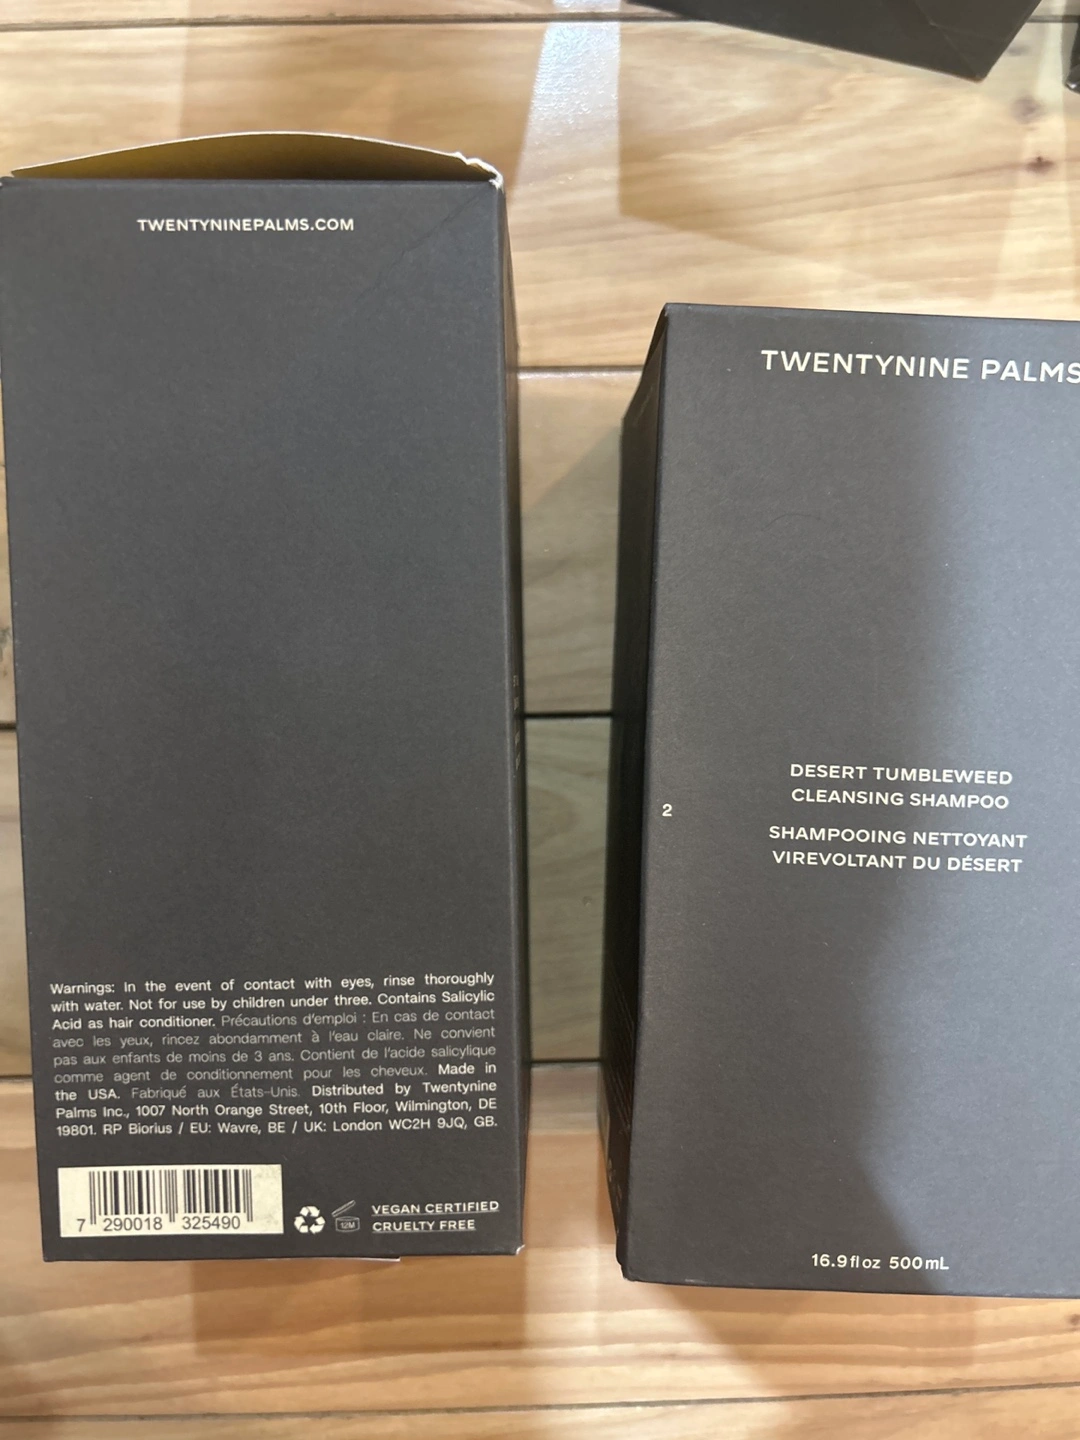 TWENTYNINEPALMS.COM
Warnings: In the event of contact with eyes, rinse thoroughly
with water. Not for use by children under three. Contains Salicylic
Acid as hair conditioner. Précautions d'emploi : En cas de contact
avec les yeux, rincez abondamment à l'eau claire. Ne convient
pas aux enfants de moins de 3 ans. Contient de l'acide salicylique
comme agent de conditionnement pour les cheveux. Made in
the USA. Fabriqué aux États-Unis. Distributed by Twentynine
Palms Inc., 1007 North Orange Street, 10th Floor, Wilmington, DE
19801. RP Biorius / EU: Wavre, BE / UK: London WC2H 9JQ, GB.
7 290018 325490
12M
VEGAN CERTIFIED
CRUELTY FREE
TWENTYNINE PALMS
2
DESERT TUMBLEWEED
CLEANSING SHAMPOO
SHAMPOOING NETTOYANT
VIREVOLTANT DU DÉSERT
16.9 fl oz 500 mL